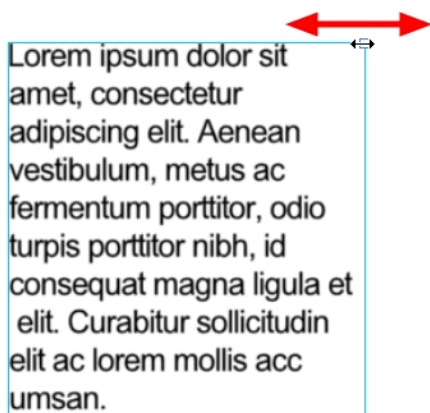 Lorem ipsum dolor sit
amet, consectetur
adipiscing elit. Aenean
vestibulum, metus ac
fermentum porttitor, odio
turpis porttitor nibh, id
consequat magna ligula et
elit. Curabitur sollicitudin
elit ac lorem mollis acc
umsan.